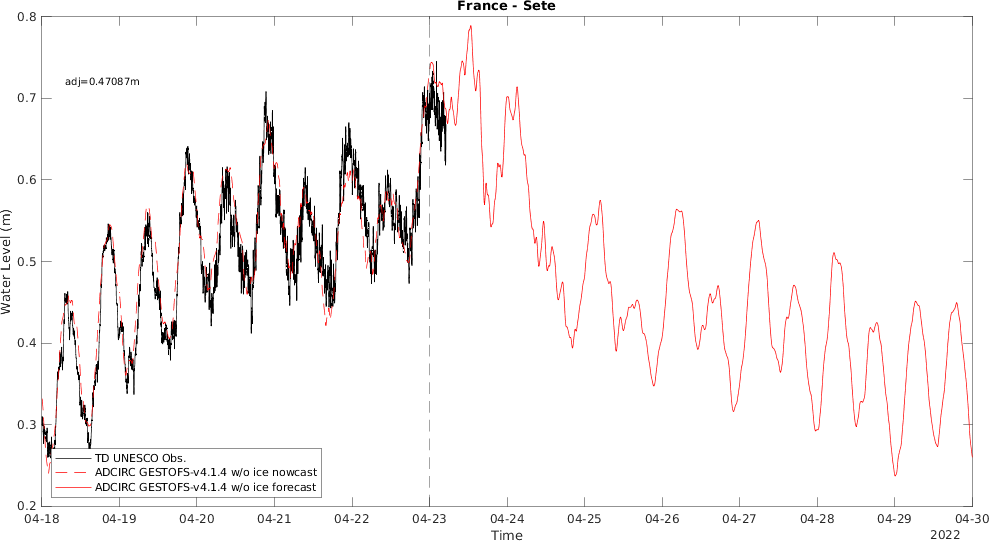 France - Sete
0.8
adj=0.47087m
0.7
0.6
0.5
0.4
0.3
0.2
Water Level (m)
TD UNESCO Obs.
ADCIRC GESTOFS-v4.1.4 w/o ice nowcast
ADCIRC GESTOFS-v4.1.4 w/o ice forecast
04-18 04-19 04-20 04-21 04-22 04-23 04-24 04-25 04-26 04-27 04-28 04-29 04-30
Time
2022